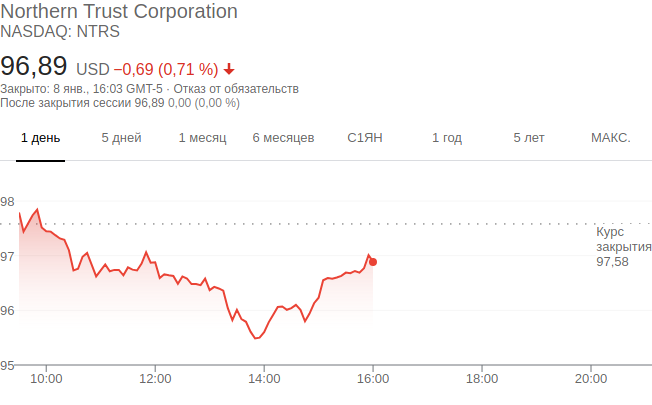 Northern Trust Corporation
NASDAQ: NTRS
96,89 USD −0,69 (0,71 %)
Закрыто: 8 янв., 16:03 GMT-5 · Отказ от обязательств
После закрытия сессии 96,89 0,00 (0,00 %)
1 день 5 дней 1 месяц 6 месяцев С1ЯН 1 год 5 лет МАКС.
98
Курс
закрытия
97,58
97
96
95
10:00 12:00 14:00 16:00 18:00 20:00